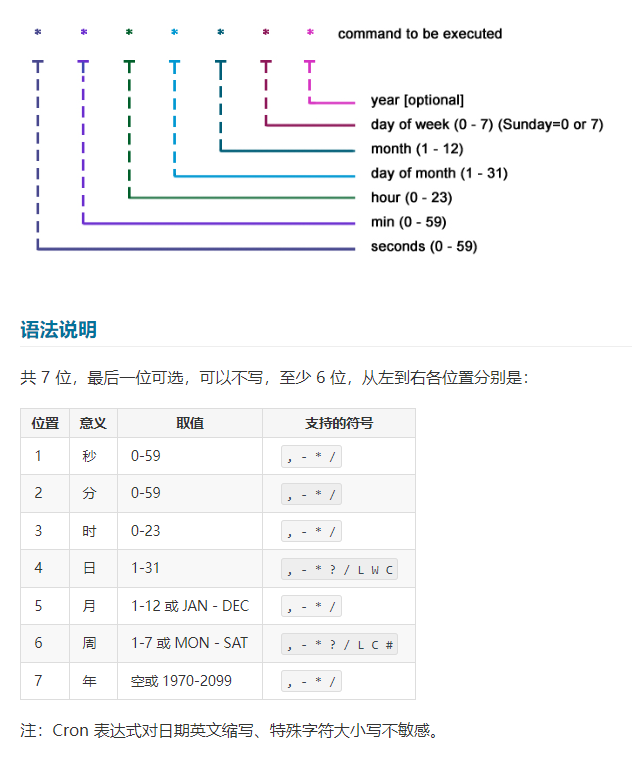 * * * * * * * command to be executed
year [optional]
day of week (0 - 7) (Sunday=0 or 7)
month (1 - 12)
day of month (1 - 31)
hour (0 - 23)
min (0 - 59)
seconds (0 - 59)
语法说明
共 7 位，最后一位可选，可以不写，至少 6 位，从左到右各位置分别是：
位置 意义 取值 支持的符号
1 秒 0-59 , - * /
2 分 0-59 , - * /
3 时 0-23 , - * /
4 日 1-31 , - * ? / L W C
5 月 1-12 或 JAN - DEC , - * /
6 周 1-7 或 MON - SAT , - * ? / L C #
7 年 空或 1970-2099 , - * /
注：Cron 表达式对日期英文缩写、特殊字符大小写不敏感。